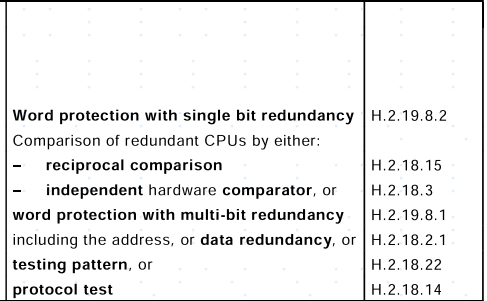 Word protection with single bit redundancy H.2.19.8.2
Comparison of redundant CPUs by either:
– reciprocal comparison H.2.18.15
– independent hardware comparator, or H.2.18.3
word protection with multi-bit redundancy H.2.19.8.1
including the address, or data redundancy, or H.2.18.2.1
testing pattern, or H.2.18.22
protocol test H.2.18.14